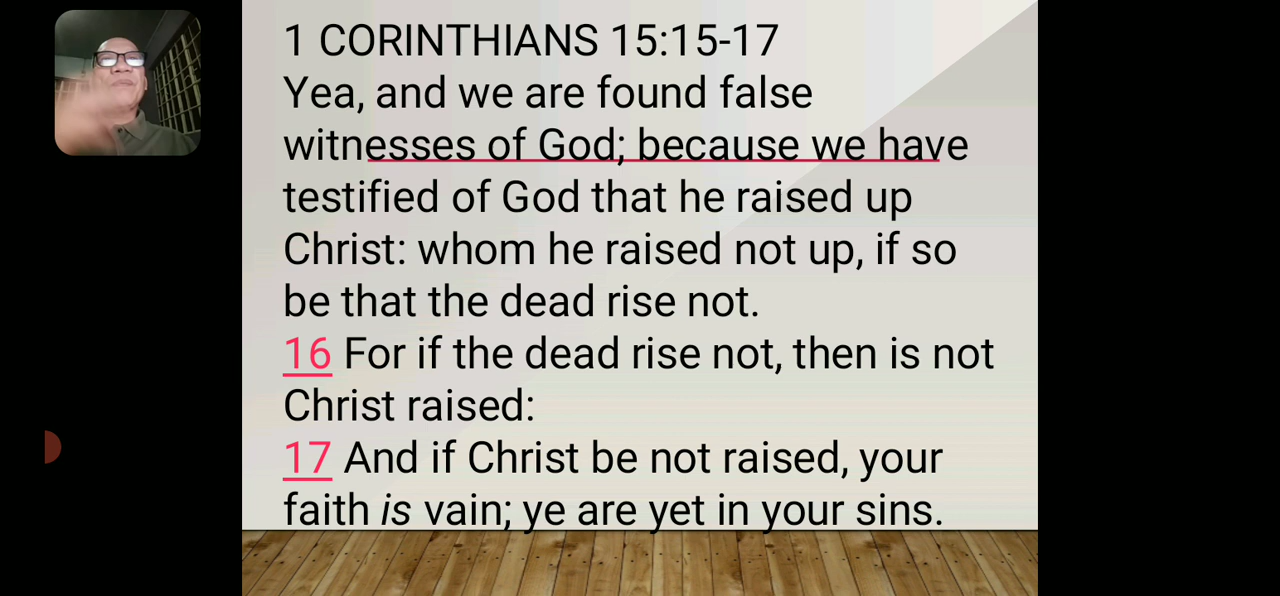 1 CORINTHIANS 15:15-17
Yea, and we are found false
witnesses of God; because we have
testified of God that he raised up
Christ: whom he raised not up, if so
be that the dead rise not.
16 For if the dead rise not, then is not
Christ raised:
17 And if Christ be not raised, your
faith is vain; ye are yet in your sins.